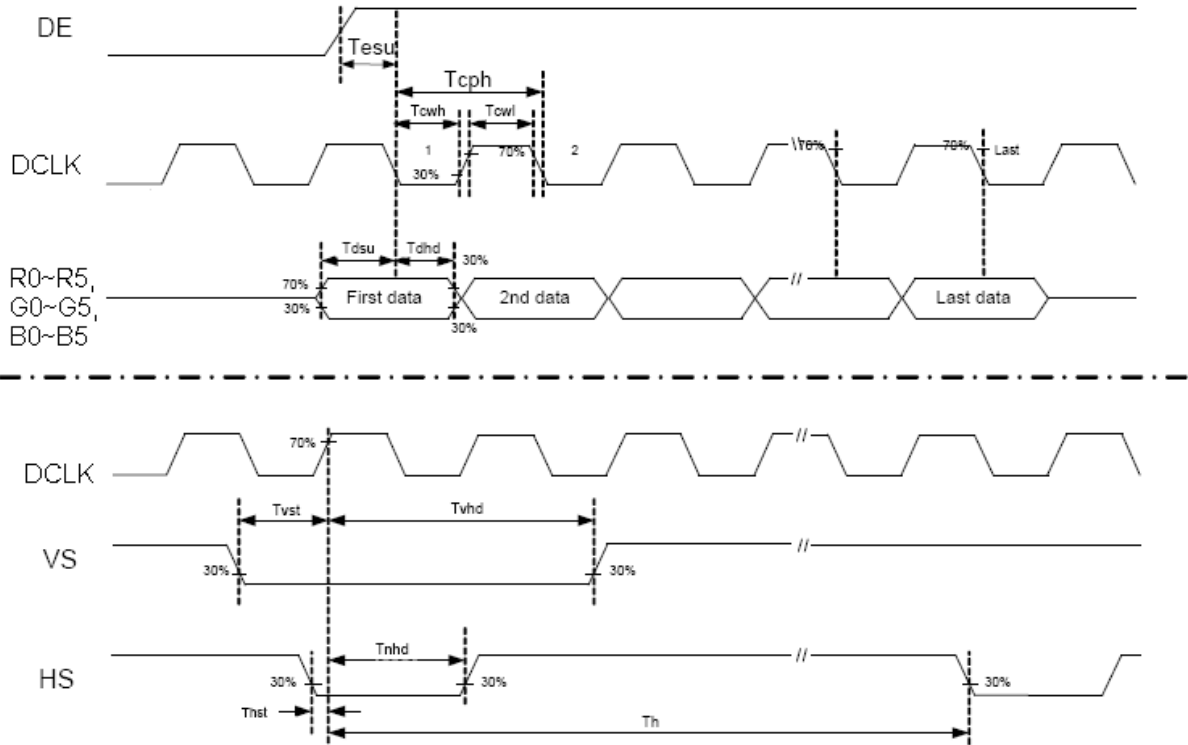 DE
Tesu
Tcph
Tcwh
Tcwl
DCLK
1
70%
2
30%
70%
70%
Last
Tdsu
Tdhd
30%
R0~R5,
G0~G5,
B0~B5
70%
30%
First data
2nd data
//
Last data
30%
DCLK
70%
//
Tvst
Tvhd
VS
30%
30%
//
HS
Tnhd
30%
30%
//
30%
Thst
Th